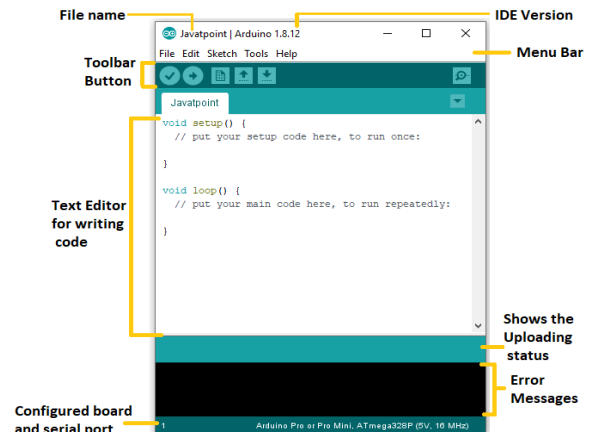 File name
IDE Version
Javatpoint | Arduino 1.8.12
File Edit Sketch Tools Help
Menu Bar
Toolbar
Button
Javatpoint
void setup() {
// put your setup code here, to run once:
}
void loop() {
// put your main code here, to run repeatedly:
}
Text Editor
for writing
code
Shows the
Uploading
status
Error
Messages
Configured board
and serial port
1
Arduino Pro or Pro Mini, ATmega328P (5V, 16 MHz)